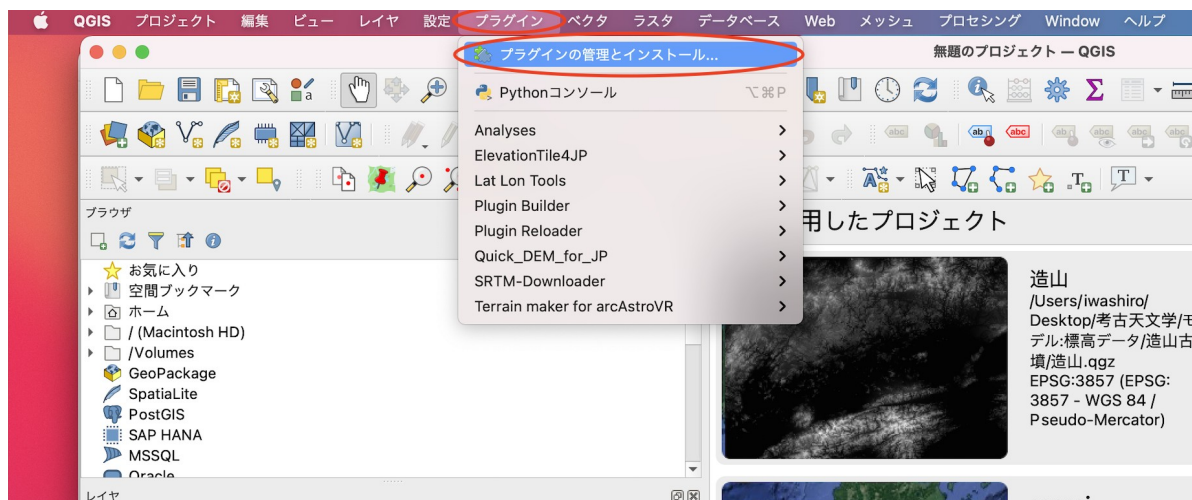 QGIS プロジェクト 編集 ビュー レイヤ 設定 プラグイン ベクタ ラスタ データベース Web メッシュ プロセシング Window ヘルプ
無題のプロジェクト — QGIS
プラグインの管理とインストール...
Pythonコンソール ⌥⌘P
Analyses
ElevationTile4JP
Lat Lon Tools
Plugin Builder
Plugin Reloader
Quick_DEM_for_JP
SRTM-Downloader
Terrain maker for arcAstroVR
ブラウザ
お気に入り
空間ブックマーク
ホーム
/ (Macintosh HD)
/Volumes
GeoPackage
SpatiaLite
PostGIS
SAP HANA
MSSQL
Oracle
レイヤ
用したプロジェクト
造山
/Users/iwashiro/
Desktop/考古天文学/モ
デル:標高データ/造山古
墳/造山.qgz
EPSG:3857 (EPSG:
3857 - WGS 84 /
Pseudo-Mercator)